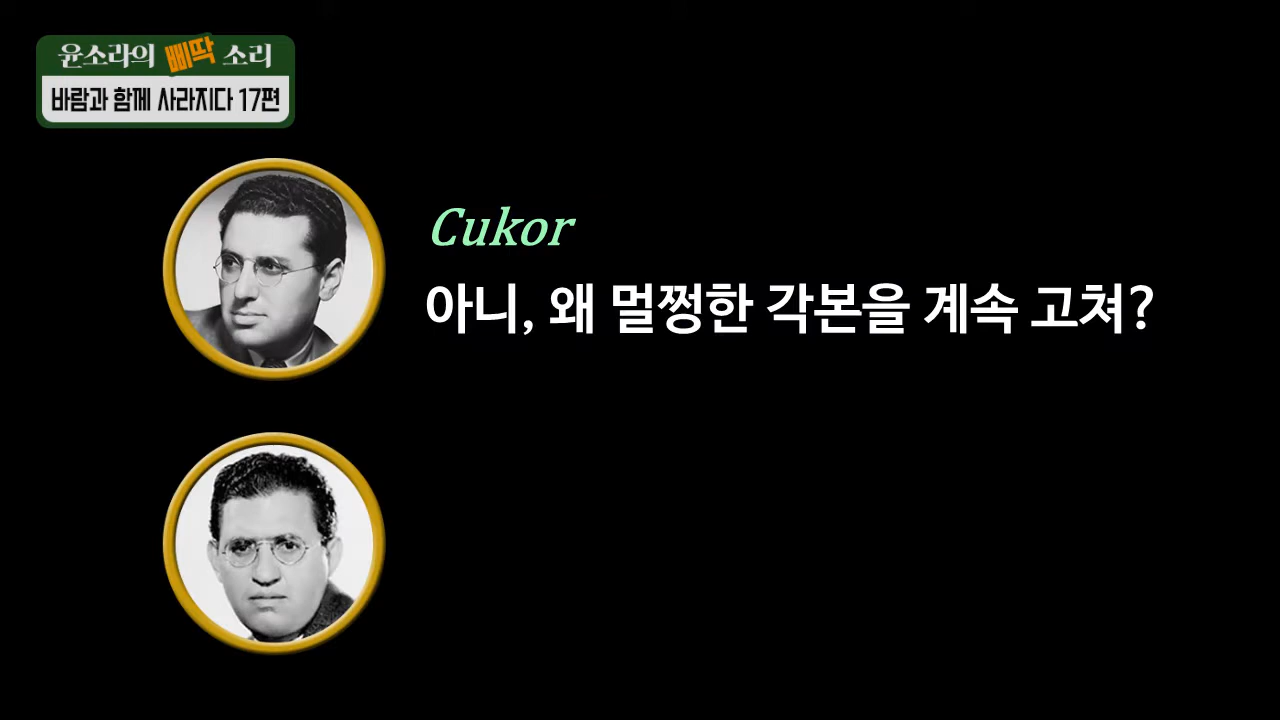 윤소라의 삐딱 소리
바람과 함께 사라지다 17편
Cukor
아니, 왜 멀쩡한 각본을 계속 고쳐?